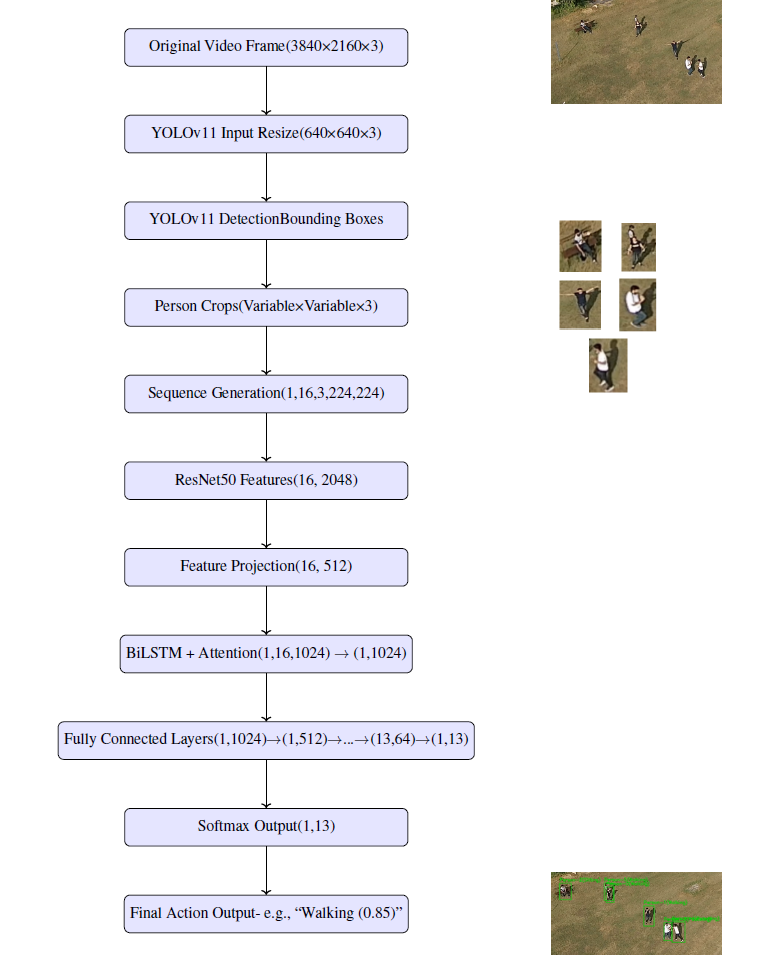 Original Video Frame(3840×2160×3)
YOLOv11 Input Resize(640×640×3)
YOLOv11 DetectionBounding Boxes
Person Crops(Variable×Variable×3)
Sequence Generation(1,16,3,224,224)
ResNet50 Features(16, 2048)
Feature Projection(16, 512)
BiLSTM + Attention(1,16,1024) → (1,1024)
Fully Connected Layers(1,1024)→(1,512)→...→(13,64)→(1,13)
Softmax Output(1,13)
Final Action Output- e.g., “Walking (0.85)”